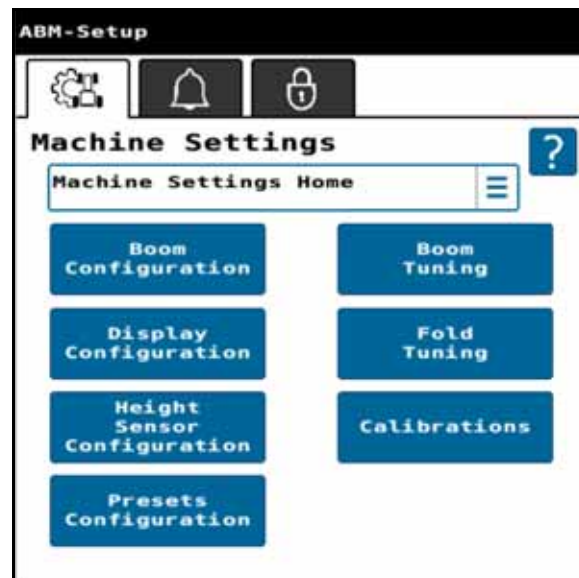 ABM-Setup
Machine Settings
?
Machine Settings Home
Boom
Configuration
Boom
Tuning
Display
Configuration
Fold
Tuning
Height
Sensor
Configuration
Calibrations
Presets
Configuration